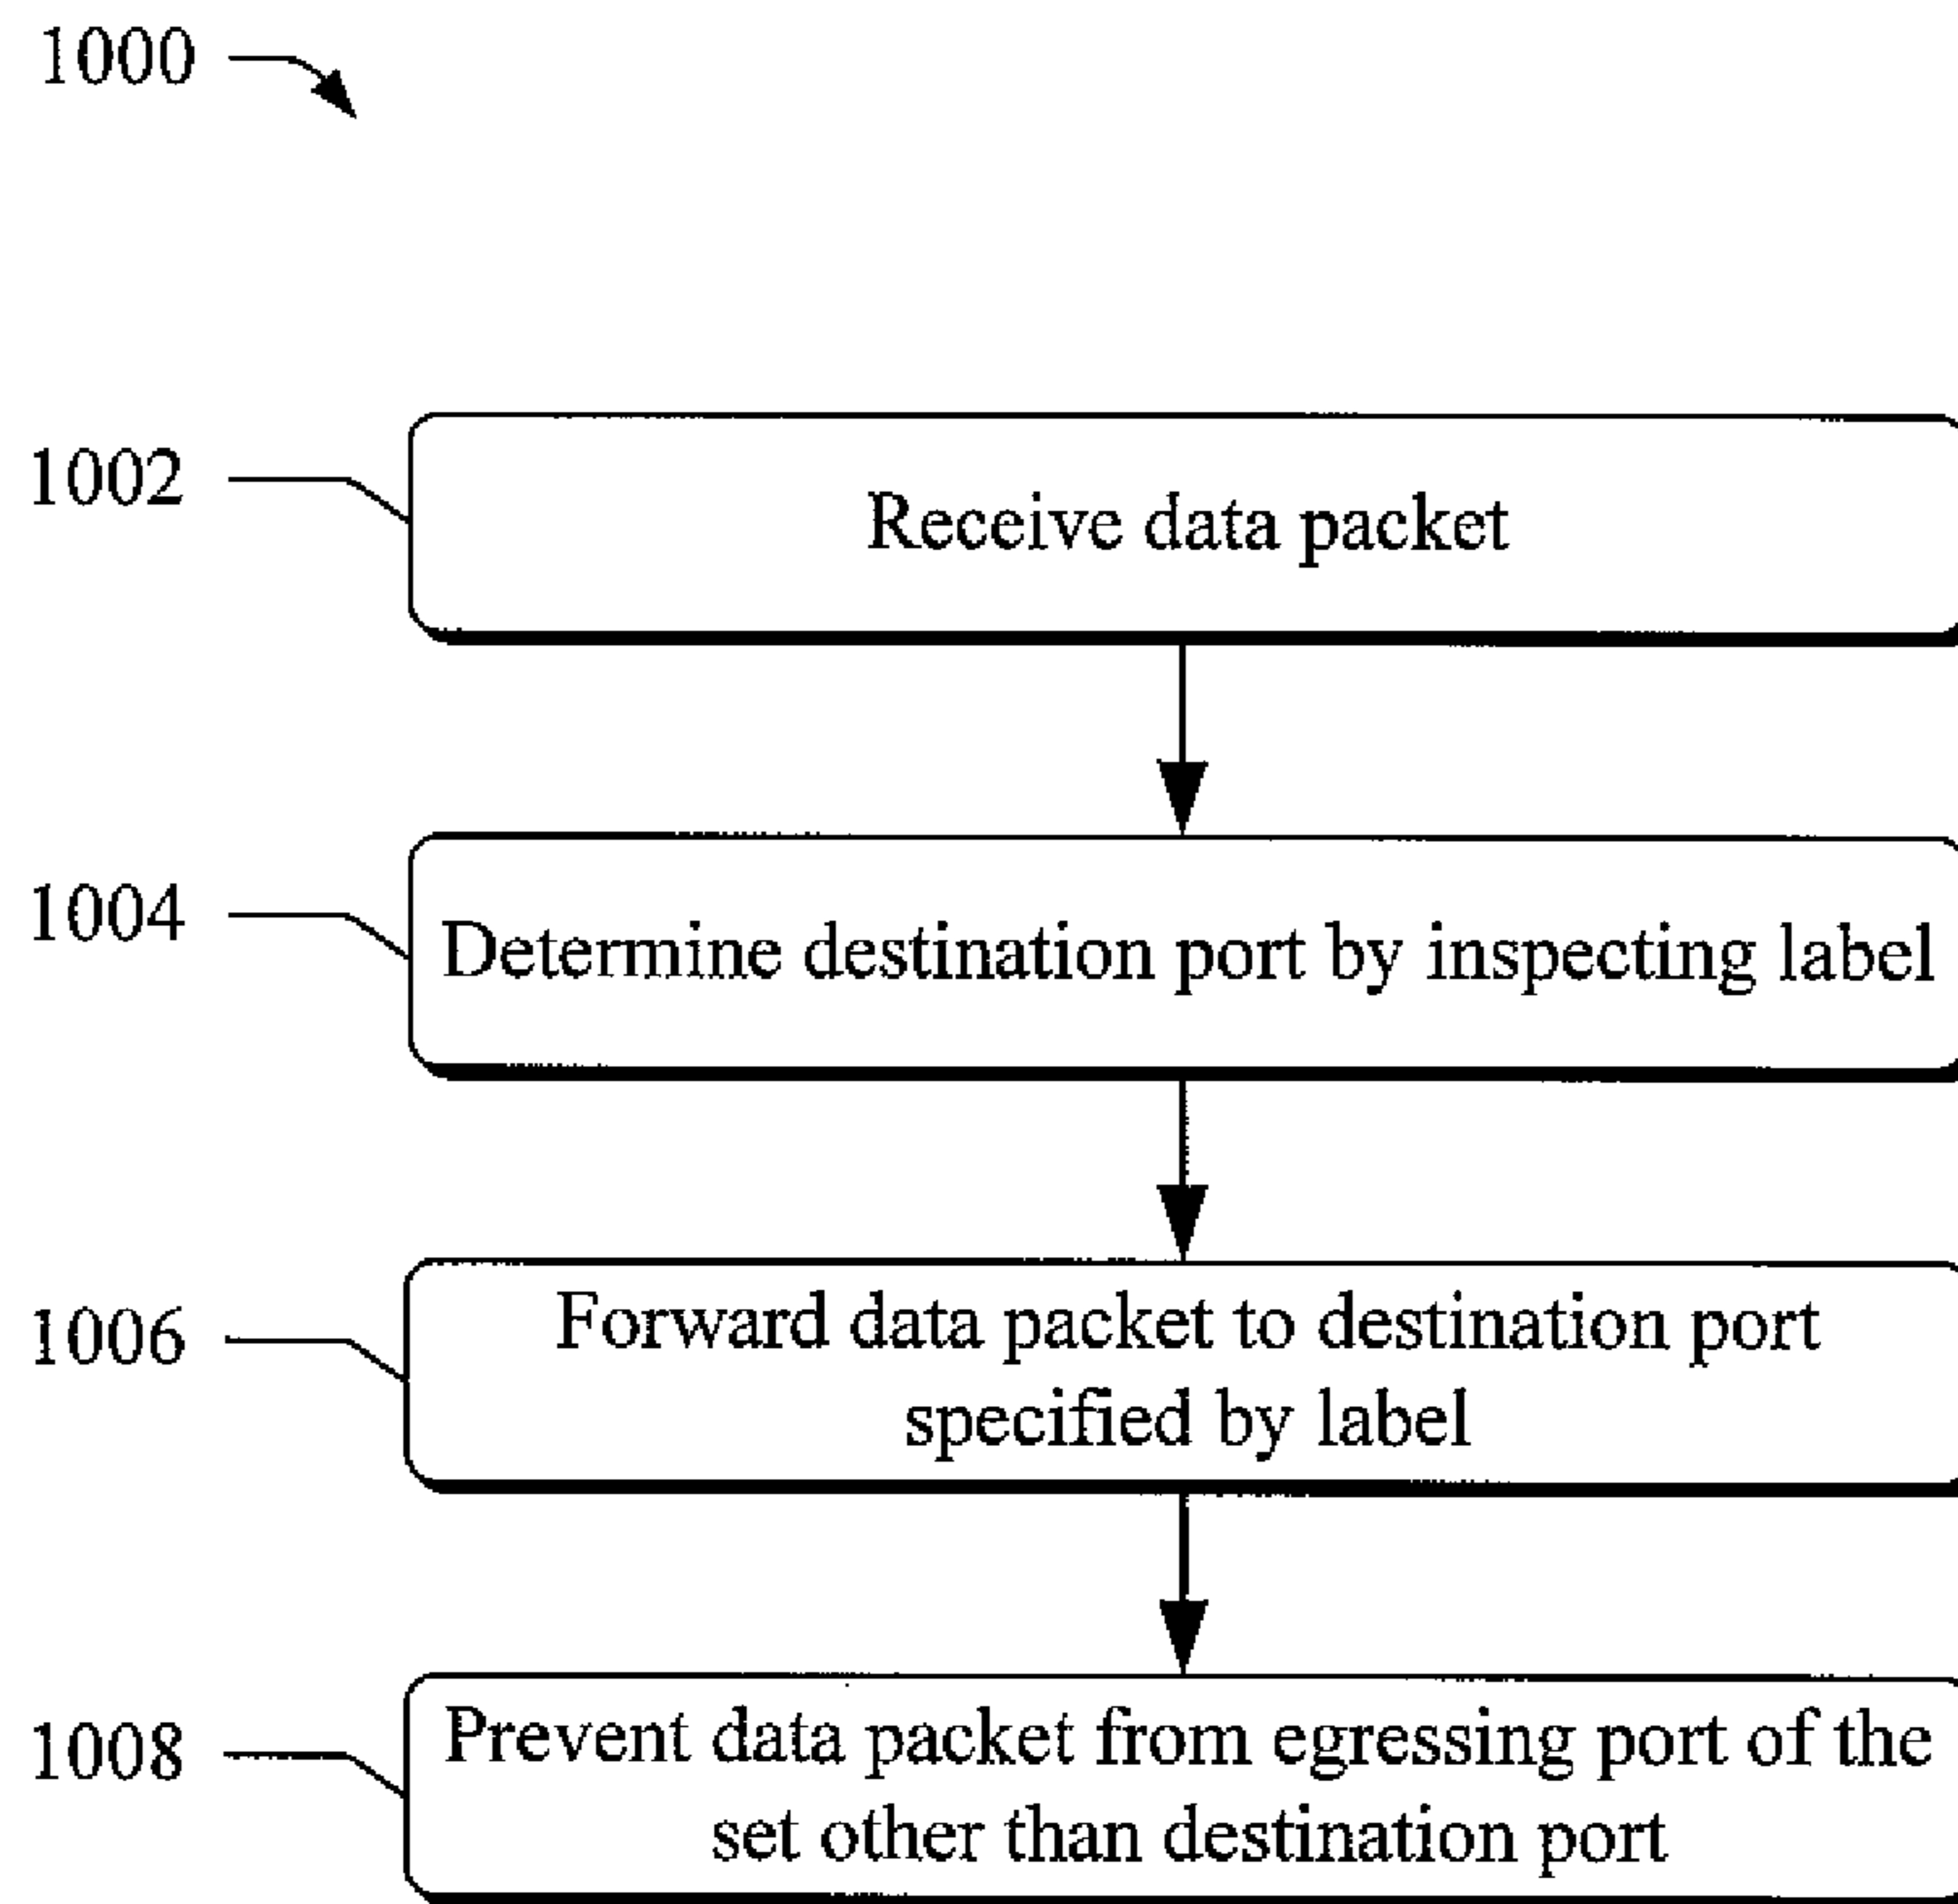 1000
1002
Receive data packet
1004
Determine destination port by inspecting label
1006
Forward data packet to destination port
specified by label
1008
Prevent data packet from egressing port of the
set other than destination port